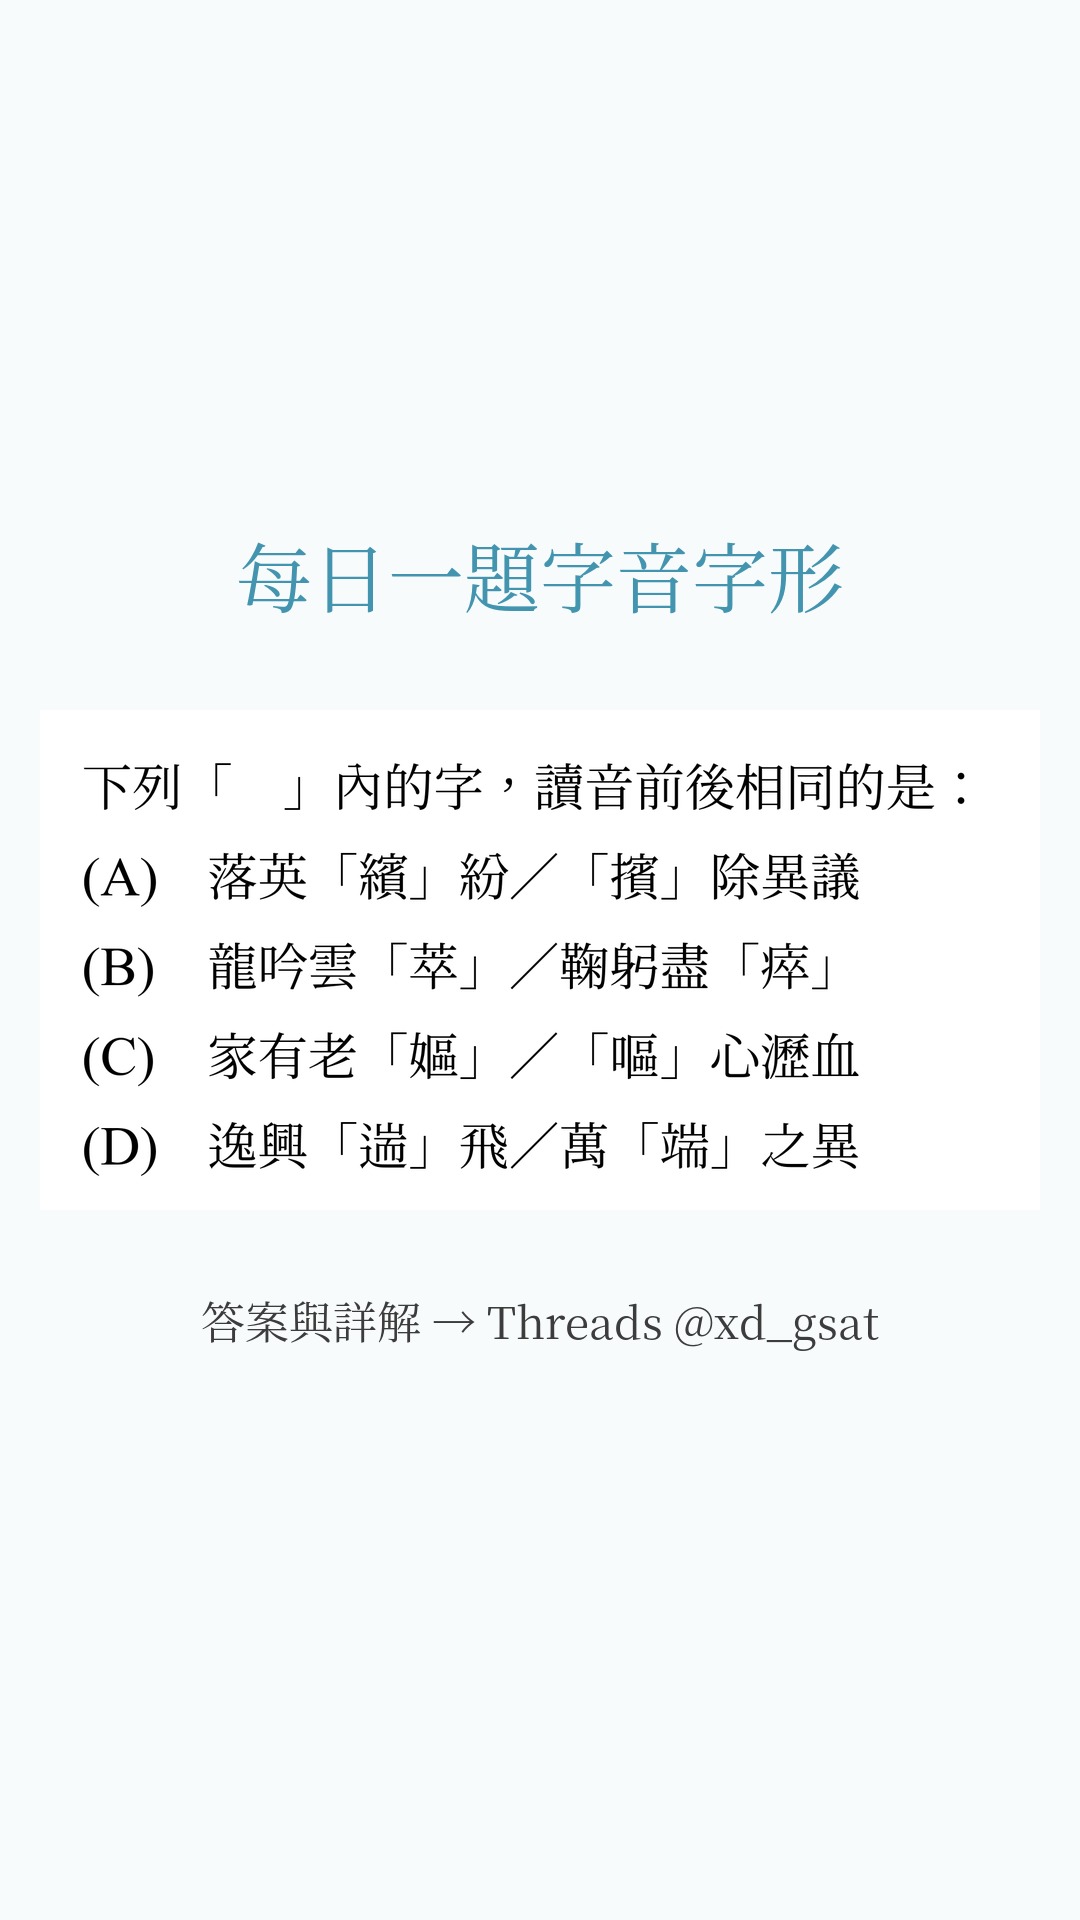 每日一題字音字形
下列「　」內的字，讀音前後相同的是：
(A)　落英「繽」紛／「擯」除異議
(B)　龍吟雲「萃」／鞠躬盡「瘁」
(C)　家有老「嫗」／「嘔」心瀝血
(D)　逸興「遄」飛／萬「端」之異
答案與詳解 → Threads @xd_gsat